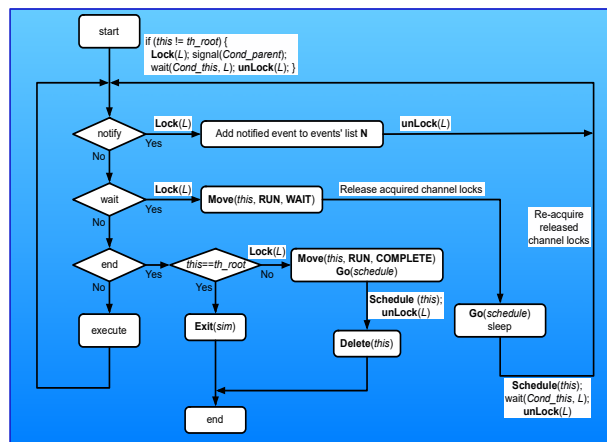 start
if (this != th_root) {
Lock(L); signal(Cond_parent);
wait(Cond_this, L); unLock(L); }
notify
Lock(L)
Yes
No
Add notified event to events' list N
unLock(L)
wait
Lock(L)
Yes
No
Move(this, RUN, WAIT)
Release acquired channel locks
Re-acquire
released
channel locks
end
Yes
No
this==th_root
Lock(L)
No
Yes
Move(this, RUN, COMPLETE)
Go(schedule)
Schedule (this);
unLock(L)
execute
Exit(sim)
Delete(this)
Go(schedule)
sleep
Schedule(this);
wait(Cond_this, L);
unLock(L)
end